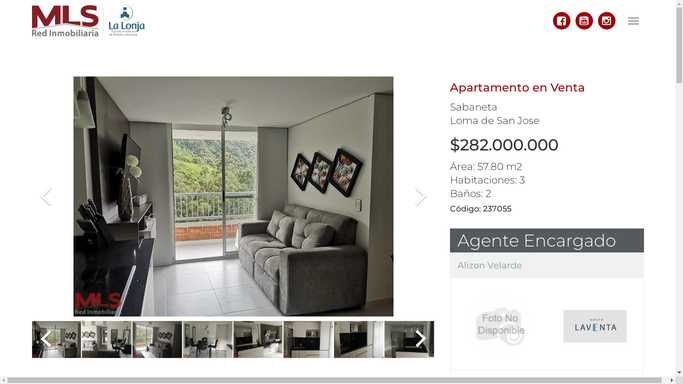 MLS
Red Inmobiliaria
La Lonja
Apartamento en Venta
Sabaneta
Loma de San Jose
$282.000.000
Área: 57.80 m2
Habitaciones: 3
Baños: 2
Código: 237055
MLS
Red Inmobiliaria
Agente Encargado
Alizon Velarde
Foto No
Disponible
LAVENTA